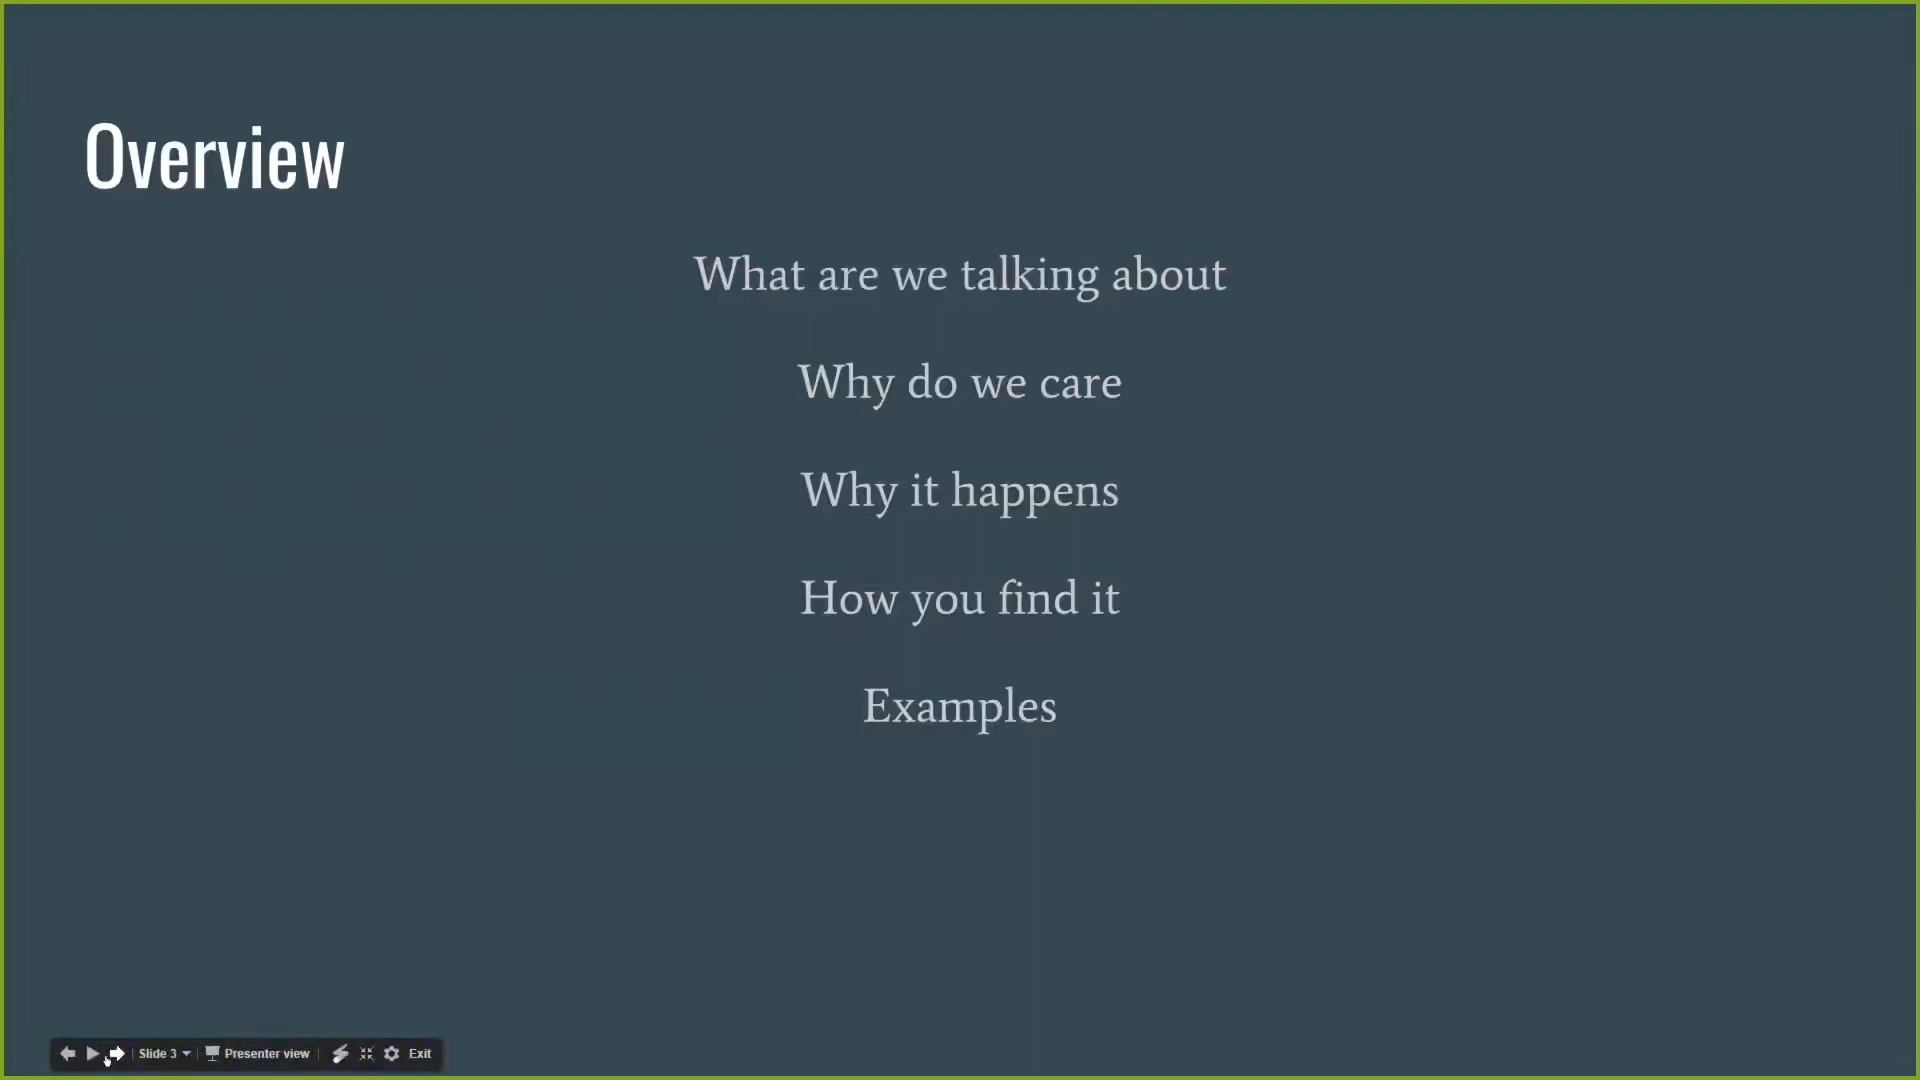 Overview
What are we talking about
Why do we care
Why it happens
How you find it
Examples
Slide 3 Presenter view Exit